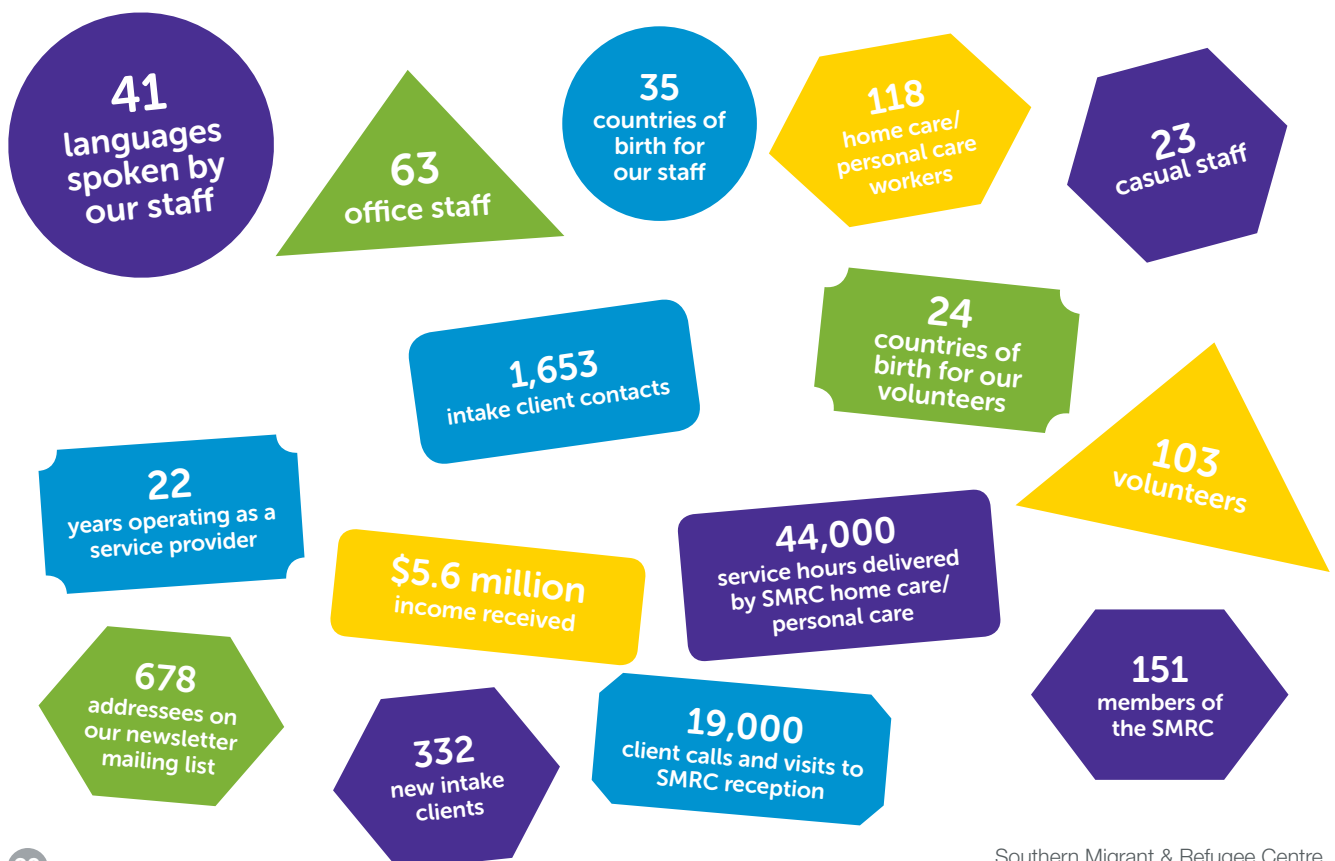 41
languages
spoken by
our staff
63
office staff
35
countries of
birth for
our staff
118
home care/
personal care
workers
23
casual staff
1,653
intake client contacts
24
countries of
birth for our
volunteers
103
volunteers
22
years operating as a
service provider
$5.6 million
income received
44,000
service hours delivered
by SMRC home care/
personal care
678
addressees on
our newsletter
mailing list
332
new intake
clients
19,000
client calls and visits to
SMRC reception
151
members of
the SMRC
Southern Migrant & Refugee Centre